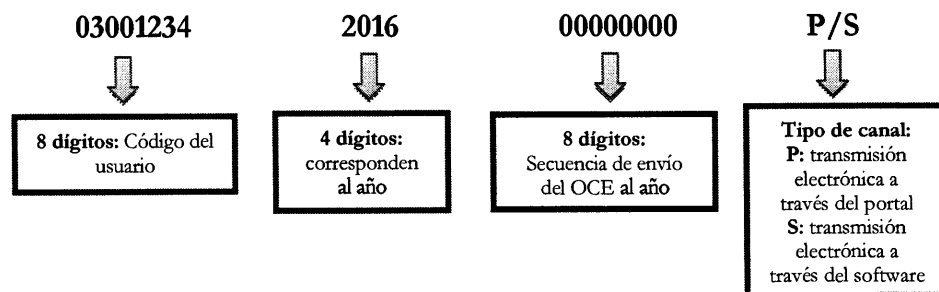 03001234 2016 00000000 P/S
8 dígitos: Código del
usuario
4 dígitos:
corresponden
al año
8 dígitos:
Secuencia de envío
del OCE al año
Tipo de canal:
P: transmisión
electrónica a
través del portal
S: transmisión
electrónica a
través del software